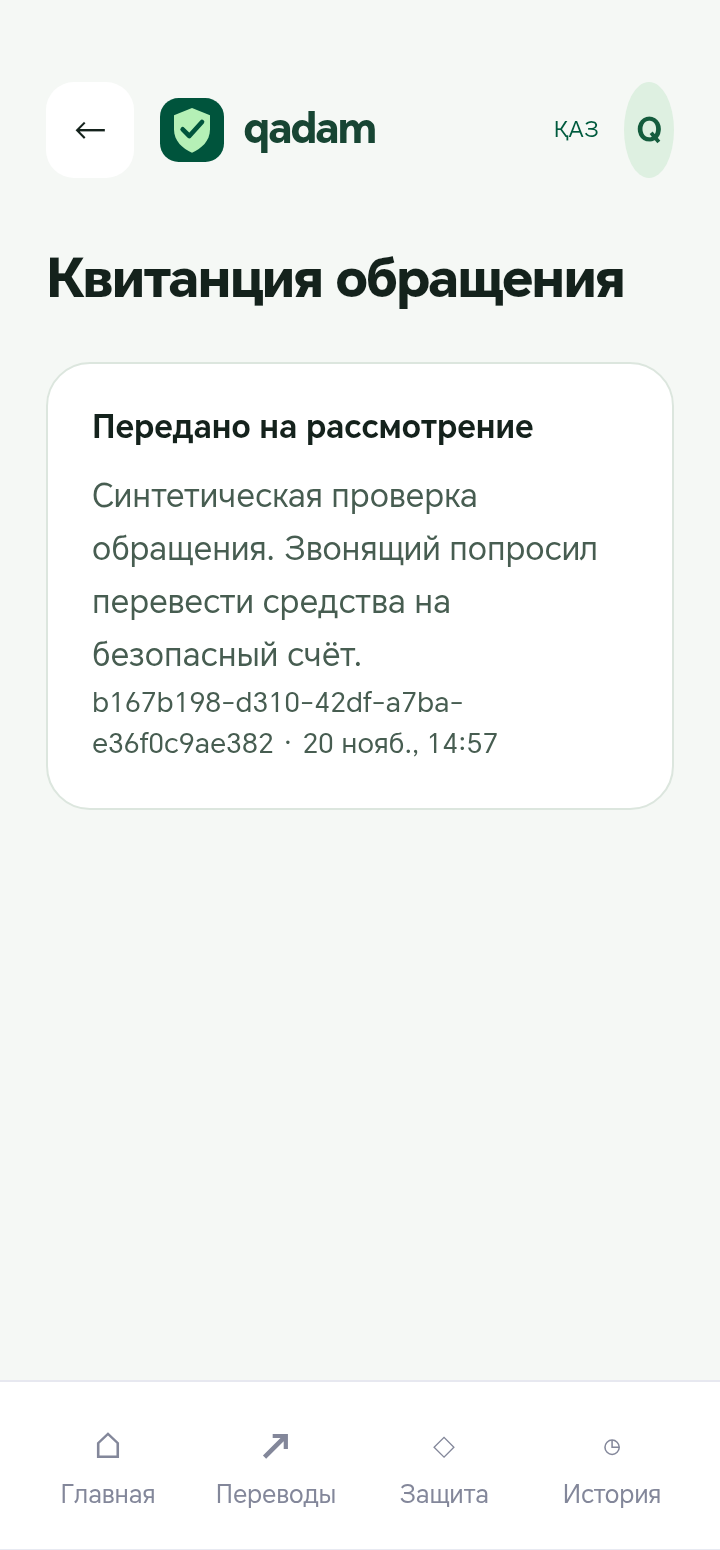 ←
qadam
ҚАЗ
Q
Квитанция обращения
Передано на рассмотрение
Синтетическая проверка
обращения. Звонящий попросил
перевести средства на
безопасный счёт.
b167b198-d310-42df-a7ba-
e36f0c9ae382 · 20 нояб., 14:57
Главная
Переводы
Защита
История